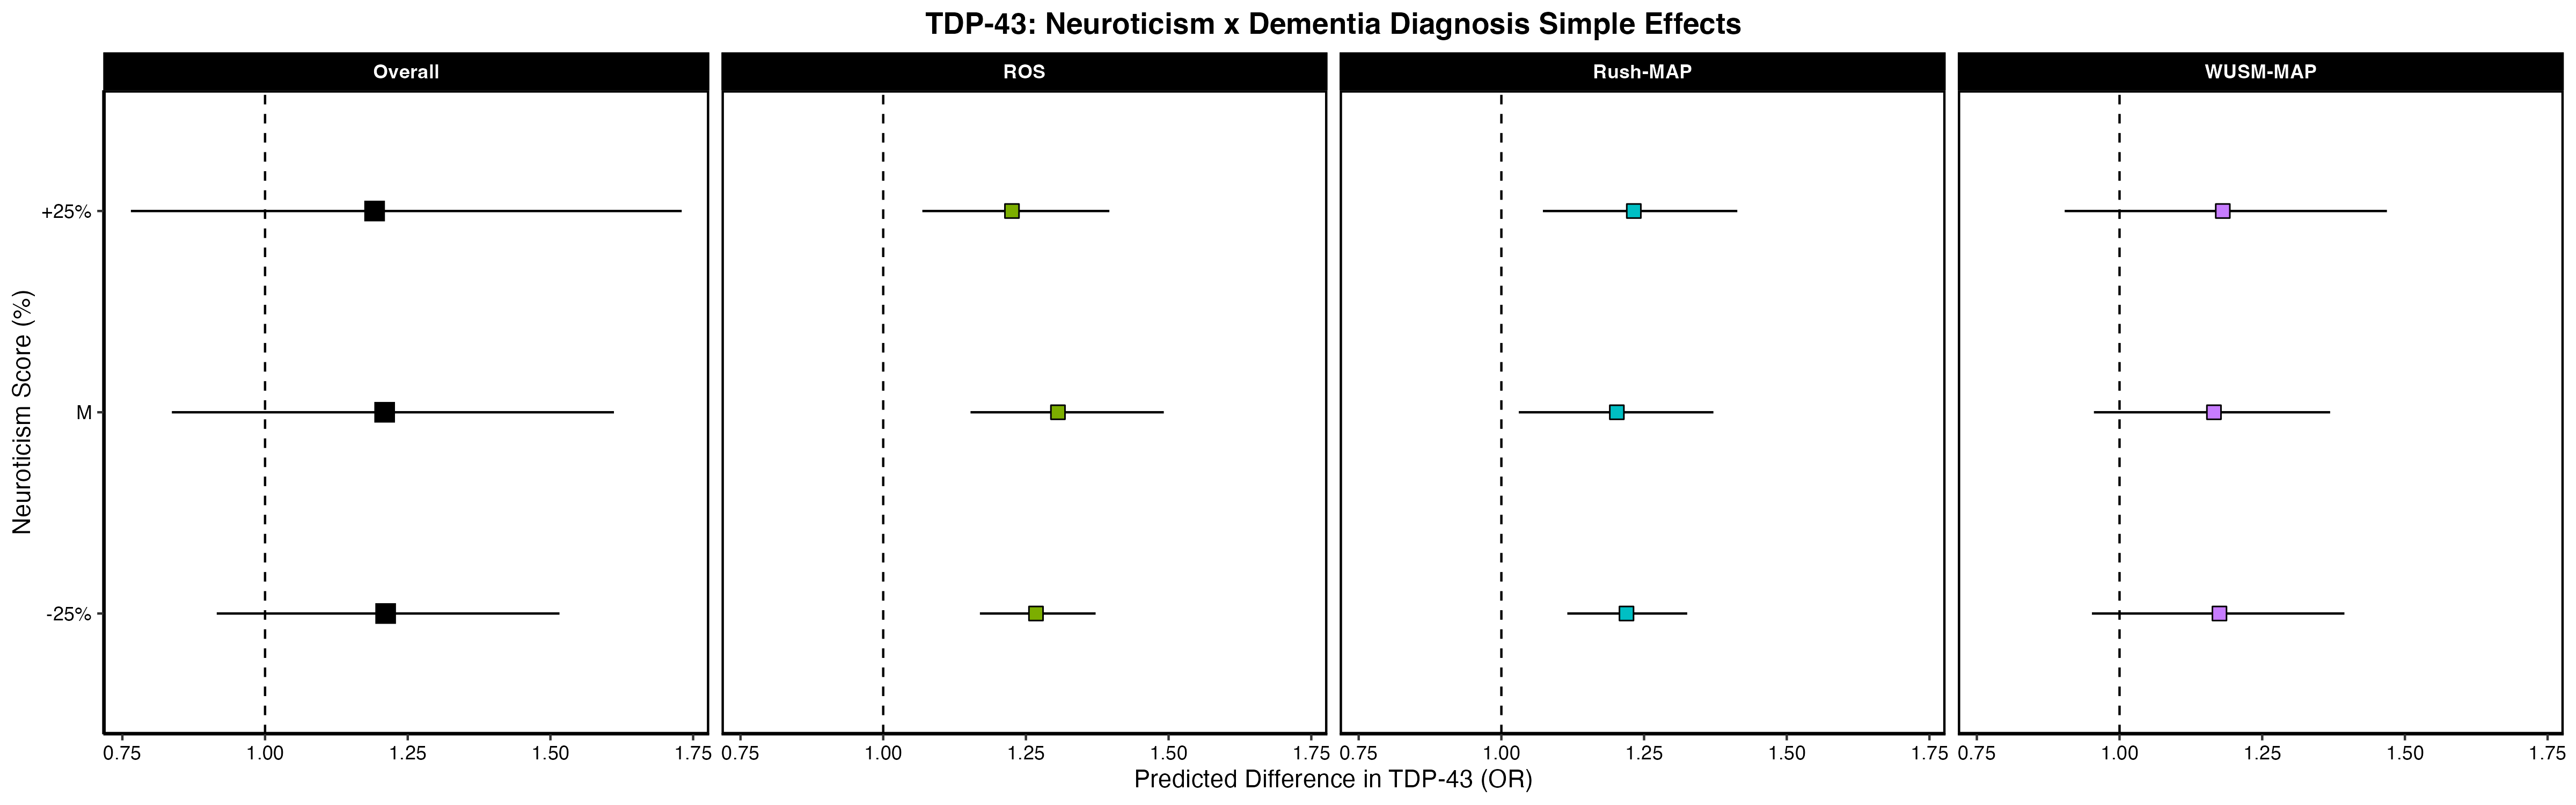 TDP-43: Neuroticism x Dementia Diagnosis Simple Effects
Overall
ROS
Rush-MAP
WUSM-MAP
Neuroticism Score (%)
+25%
M
-25%
0.75 1.00 1.25 1.50 1.75
0.75 1.00 1.25 1.50 1.75
0.75 1.00 1.25 1.50 1.75
0.75 1.00 1.25 1.50 1.75
Predicted Difference in TDP-43 (OR)